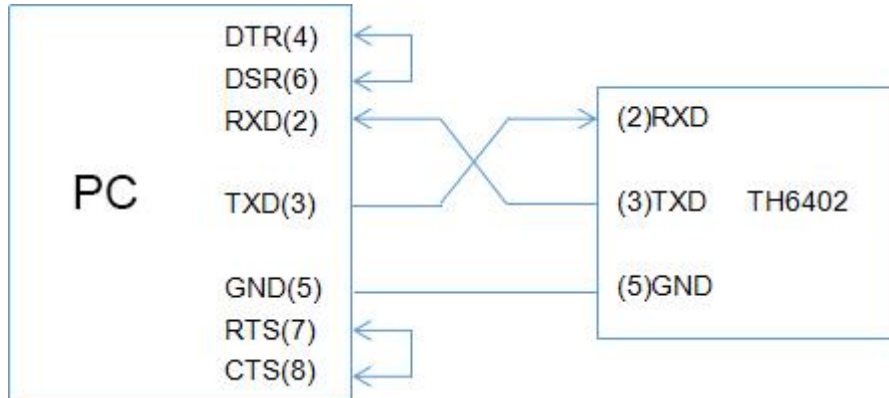 DTR(4)
DSR(6)
RXD(2)
(2)RXD
PC
TXD(3)
(3)TXD TH6402
GND(5)
(5)GND
RTS(7)
CTS(8)